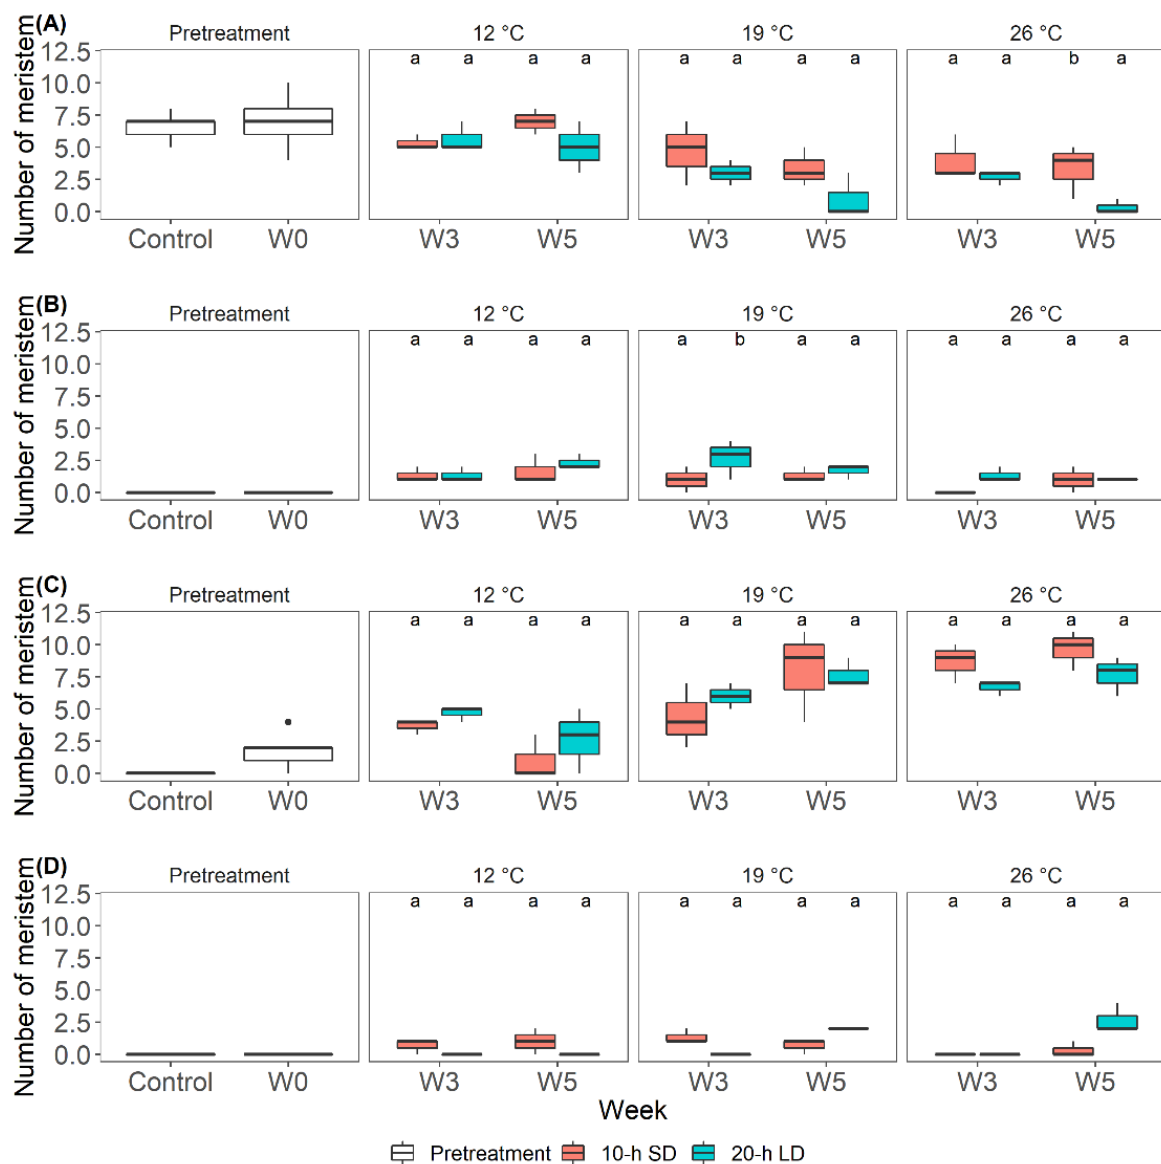 (A)
Pretreatment 12 °C 19 °C 26 °C
Number of meristem
12.5 a a a a a a b a
10.0
7.5
5.0
2.5
0.0
Control W0 W3 W5 W3 W5 W3 W5
(B)
Pretreatment 12 °C 19 °C 26 °C
Number of meristem
12.5 a a a a a b a a a a a a
10.0
7.5
5.0
2.5
0.0
Control W0 W3 W5 W3 W5 W3 W5
(C)
Pretreatment 12 °C 19 °C 26 °C
Number of meristem
12.5 a a a a a a a a a a a a
10.0
7.5
5.0
2.5
0.0
Control W0 W3 W5 W3 W5 W3 W5
(D)
Pretreatment 12 °C 19 °C 26 °C
Number of meristem
12.5 a a a a a a a a a a a a
10.0
7.5
5.0
2.5
0.0
Control W0 W3 W5 W3 W5 W3 W5
Week
Pretreatment 10-h SD 20-h LD